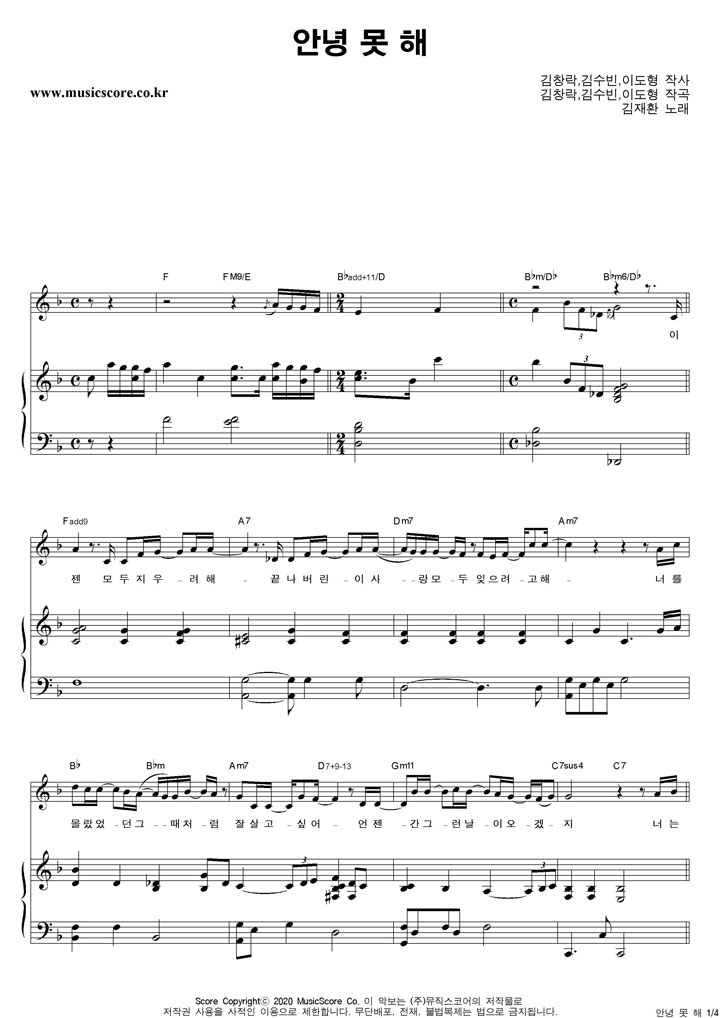 안녕 못 해
김창락,김수빈,이도형 작사
www.musicscore.co.kr
김창락,김수빈,이도형 작곡
김재환 노래
F FM9/E B♭add+11/D B♭m/D♭ B♭m6/D♭
3
이
3
Fadd9 A7 Dm7 Am7
젠 모두지우 - 려해 끝나버린 - 이사 - 랑모 - 두 잊으려 - 고해 - 너를
B♭ B♭m Am7 D7+9-13 Gm11 C7sus4 C7
3
몰랐었 - 던그 - 때처 - 럼 잘살고 싶어 - 언젠 - 간그 - 런날 - 이오 - 겠 - 지 너는
3 3
Score Copyrightⓒ 2020 MusicScore Co. 이 악보는 (주)뮤직스코어의 저작물로
저작권 사용을 사적인 이용으로 제한합니다. 무단배포, 전재, 불법복제는 법으로 금지됩니다.
안녕 못 해 1/4